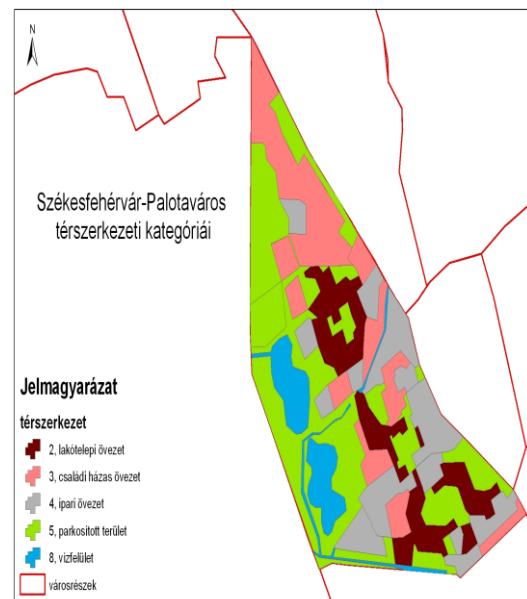 N
Székesfehérvár-Palotaváros
térszerkezeti kategóriái
Jelmagyarázat
térszerkezet
2, lakótelepi övezet
3, családi házas övezet
4, ipari övezet
5, parkosított terület
8, vízfelület
városrészek